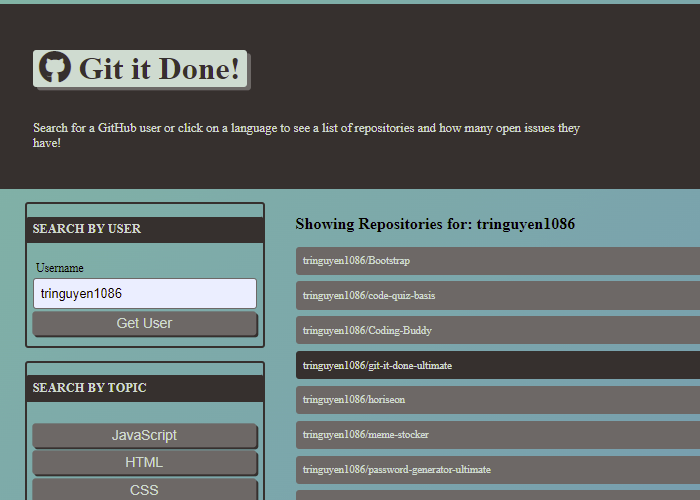 Git it Done!
Search for a GitHub user or click on a language to see a list of repositories and how many open issues they
have!
SEARCH BY USER
Username
tringuyen1086
Get User
SEARCH BY TOPIC
JavaScript
HTML
CSS
Showing Repositories for: tringuyen1086
tringuyen1086/Bootstrap
tringuyen1086/code-quiz-basis
tringuyen1086/Coding-Buddy
tringuyen1086/git-it-done-ultimate
tringuyen1086/horiseon
tringuyen1086/meme-stocker
tringuyen1086/password-generator-ultimate